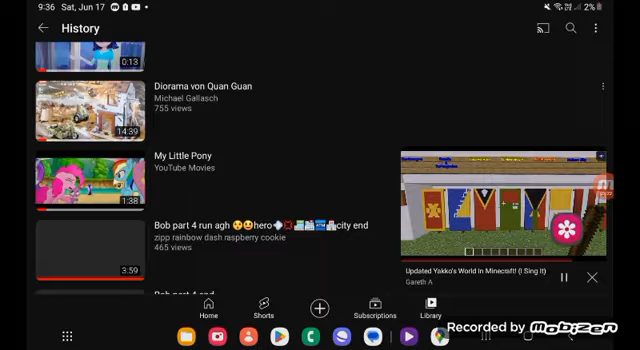 9:36 Sat, Jun 17
2%
History
0:13
Diorama von Quan Guan
Michael Gallasch
755 views
14:39
My Little Pony
YouTube Movies
1:38
Bob part 4 run agh 😵😃hero💨💢🏪🏙🏧🏥city end
zipp rainbow dash raspberry cookie
465 views
3:59
Updated Yakko's World In Minecraft! (I Sing It)
Gareth A
Home
Shorts
Subscriptions
Library
Recorded by mobizen